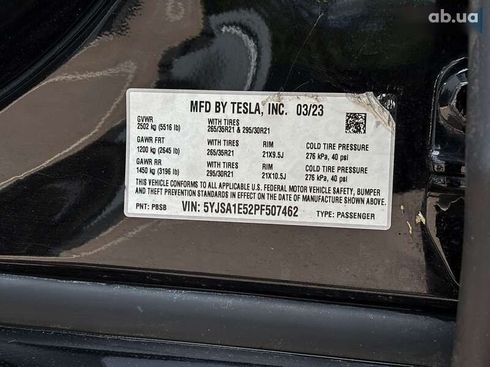 ab.ua
MFD BY TESLA, INC. 03/23
GVWR WITH TIRES COLD TIRE PRESSURE
2502 kg (5516 lb) 265/35R21 & 295/30R21
GAWR FRT WITH TIRES RIM COLD TIRE PRESSURE
1200 kg (2645 lb) 265/35R21 21X9.5J 276 kPa, 40 psi
GAWR RR WITH TIRES RIM COLD TIRE PRESSURE
1450 kg (3196 lb) 295/30R21 21X10.5J 276 kPa, 40 psi
THIS VEHICLE CONFORMS TO ALL APPLICABLE U.S. FEDERAL MOTOR VEHICLE SAFETY, BUMPER
AND THEFT PREVENTION STANDARDS IN EFFECT ON THE DATE OF MANUFACTURE SHOWN ABOVE.
PNT: PBSB VIN: 5YJSA1E52PF507462 TYPE: PASSENGER